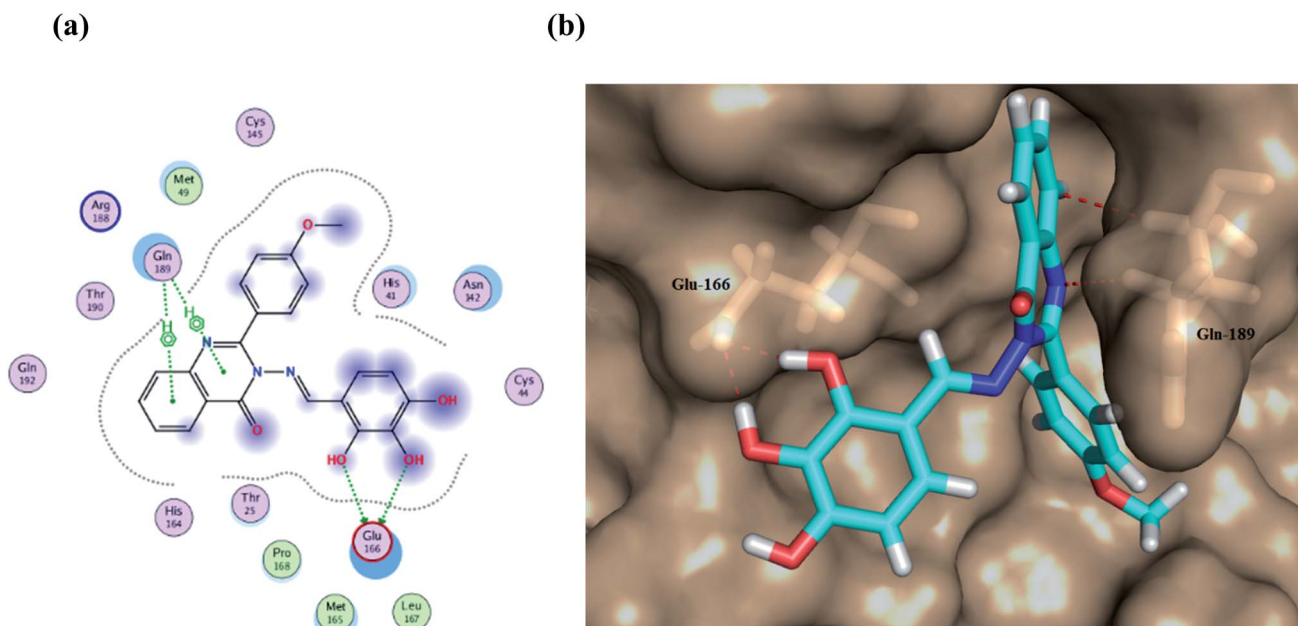 (a)
(b)
Cys
145
Met
49
Arg
188
Gln
189
Thr
190
Gln
192
His
41
Asn
142
Cys
44
H
H
O
N
N
N
O
OH
HO
OH
His
164
Thr
25
Glu
166
Pro
168
Met
165
Leu
167
Glu-166
Gln-189